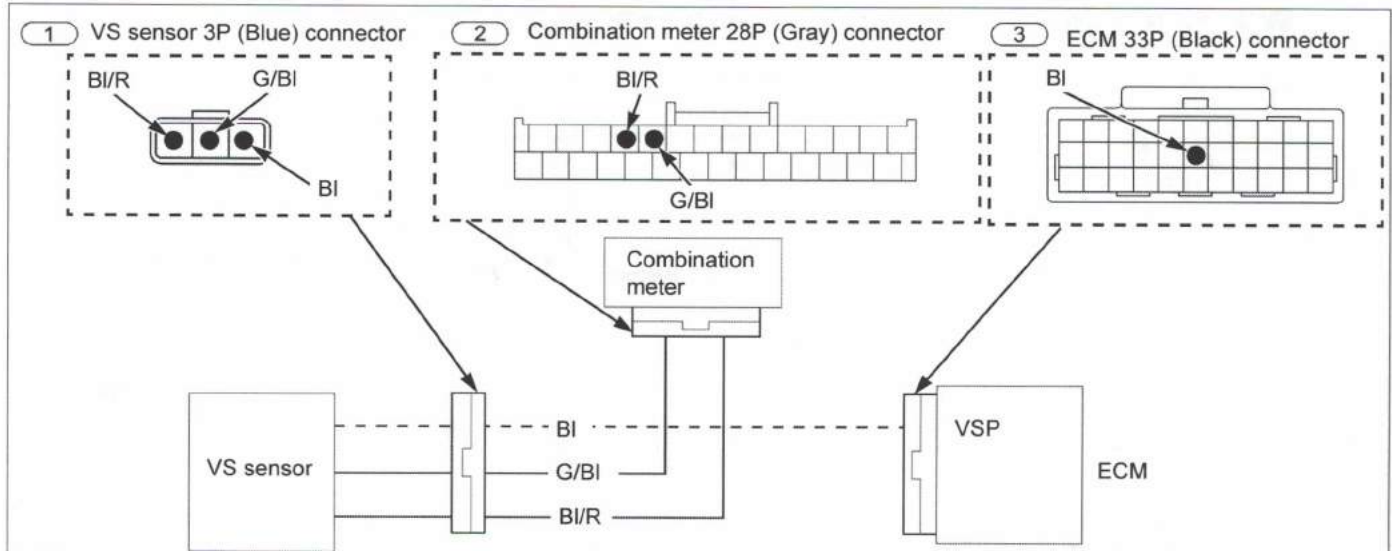 1 VS sensor 3P (Blue) connector
2 Combination meter 28P (Gray) connector
3 ECM 33P (Black) connector
Bl/R
G/Bl
Bl
Bl/R
G/Bl
Bl
Combination
meter
VS sensor
Bl
G/Bl
Bl/R
VSP
ECM